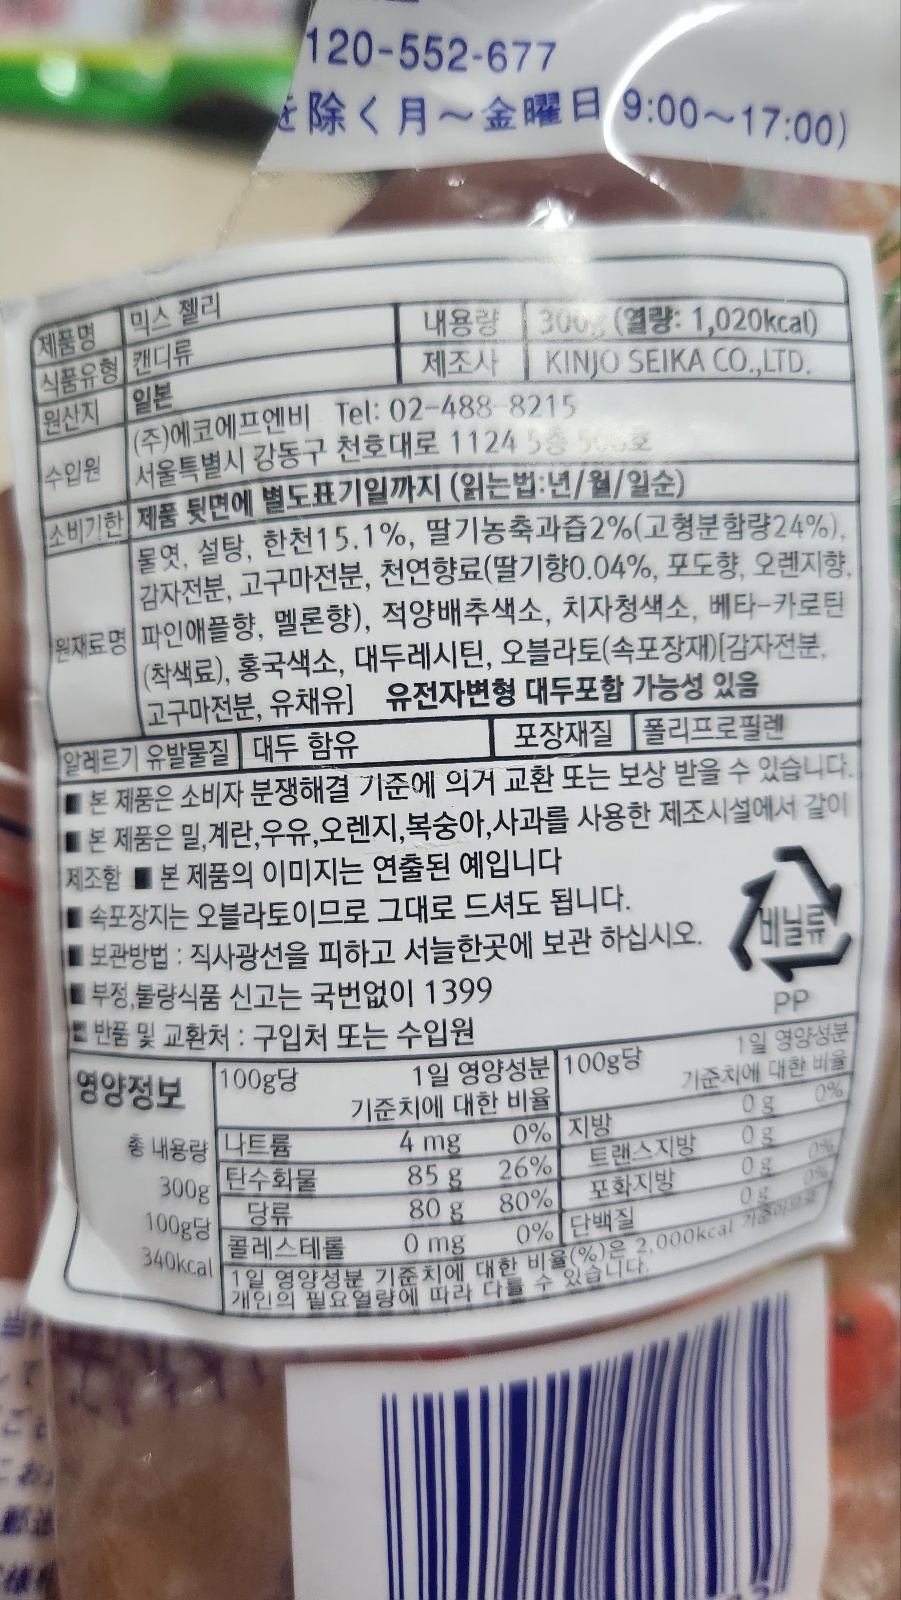 120-552-677
を除く月～金曜日 9:00～17:00)
제품명 믹스 젤리 내용량 300g (열량: 1,020kcal)
식품유형 캔디류 제조사 KINJO SEIKA CO.,LTD.
원산지 일본
수입원 (주)에코에프엔비 Tel: 02-488-8215
서울특별시 강동구 천호대로 1124 5층
소비기한 제품 뒷면에 별도표기일까지 (읽는법:년/월/일순)
원재료명 물엿, 설탕, 한천15.1%, 딸기농축과즙2%(고형분함량24%),
감자전분, 고구마전분, 천연향료(딸기향0.04%, 포도향, 오렌지향,
파인애플향, 멜론향), 적양배추색소, 치자청색소, 베타-카로틴
(착색료), 홍국색소, 대두레시틴, 오블라토(속포장재)[감자전분,
고구마전분, 유채유] 유전자변형 대두포함 가능성 있음
알레르기 유발물질 대두 함유 포장재질 폴리프로필렌
■ 본 제품은 소비자 분쟁해결 기준에 의거 교환 또는 보상 받을 수 있습니다.
■ 본 제품은 밀,계란,우유,오렌지,복숭아,사과를 사용한 제조시설에서 같이
제조함 ■ 본 제품의 이미지는 연출된 예입니다
■ 속포장지는 오블라토이므로 그대로 드셔도 됩니다.
■ 보관방법 : 직사광선을 피하고 서늘한곳에 보관 하십시오.
■ 부정,불량식품 신고는 국번없이 1399
■ 반품 및 교환처 : 구입처 또는 수입원
비닐류
PP
영양정보 100g당 1일 영양성분 100g당 1일 영양성분
기준치에 대한 비율 기준치에 대한 비율
총 내용량 나트륨 4 mg 0% 지방 0 g 0%
300g 탄수화물 85 g 26% 트랜스지방 0 g
100g당 당류 80 g 80% 포화지방 0 g 0%
340kcal 콜레스테롤 0 mg 0% 단백질 0 g 0%
1일 영양성분 기준치에 대한 비율(%)은 2,000kcal 기준이므로
개인의 필요열량에 따라 다를 수 있습니다.